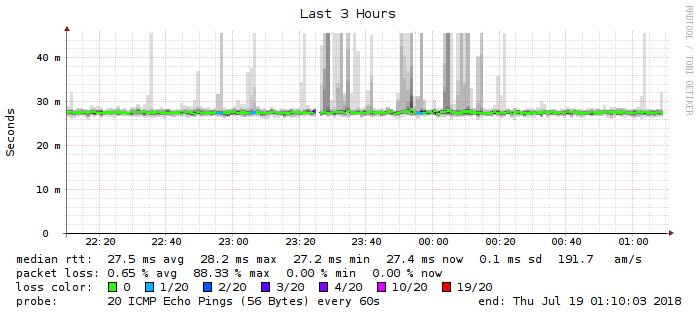 Last 3 Hours
RRDTOOL / TOBI OETIKER
Seconds
40 m
30 m
20 m
10 m
0
22:20 22:40 23:00 23:20 23:40 00:00 00:20 00:40 01:00
median rtt: 27.5 ms avg 28.2 ms max 27.2 ms min 27.4 ms now 0.1 ms sd 191.7 am/s
packet loss: 0.65 % avg 88.33 % max 0.00 % min 0.00 % now
loss color: 0 1/20 2/20 3/20 4/20 10/20 19/20
probe: 20 ICMP Echo Pings (56 Bytes) every 60s end: Thu Jul 19 01:10:03 2018